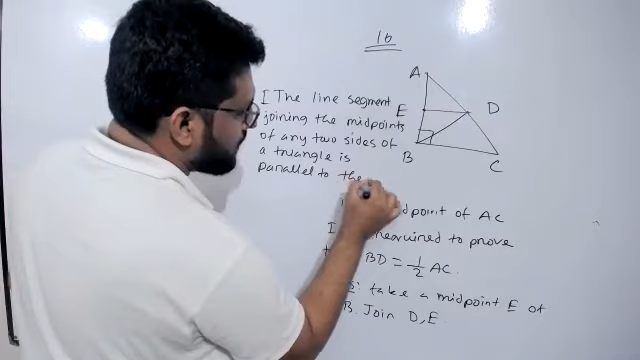 16
A
E
D
B
C
[The line segment
joining the midpoints
of any two sides of
a triangle is
parallel to the
midpoint of AC
required to prove
BD = 1/2 AC.
: take a midpoint E of
B. Join D, E.